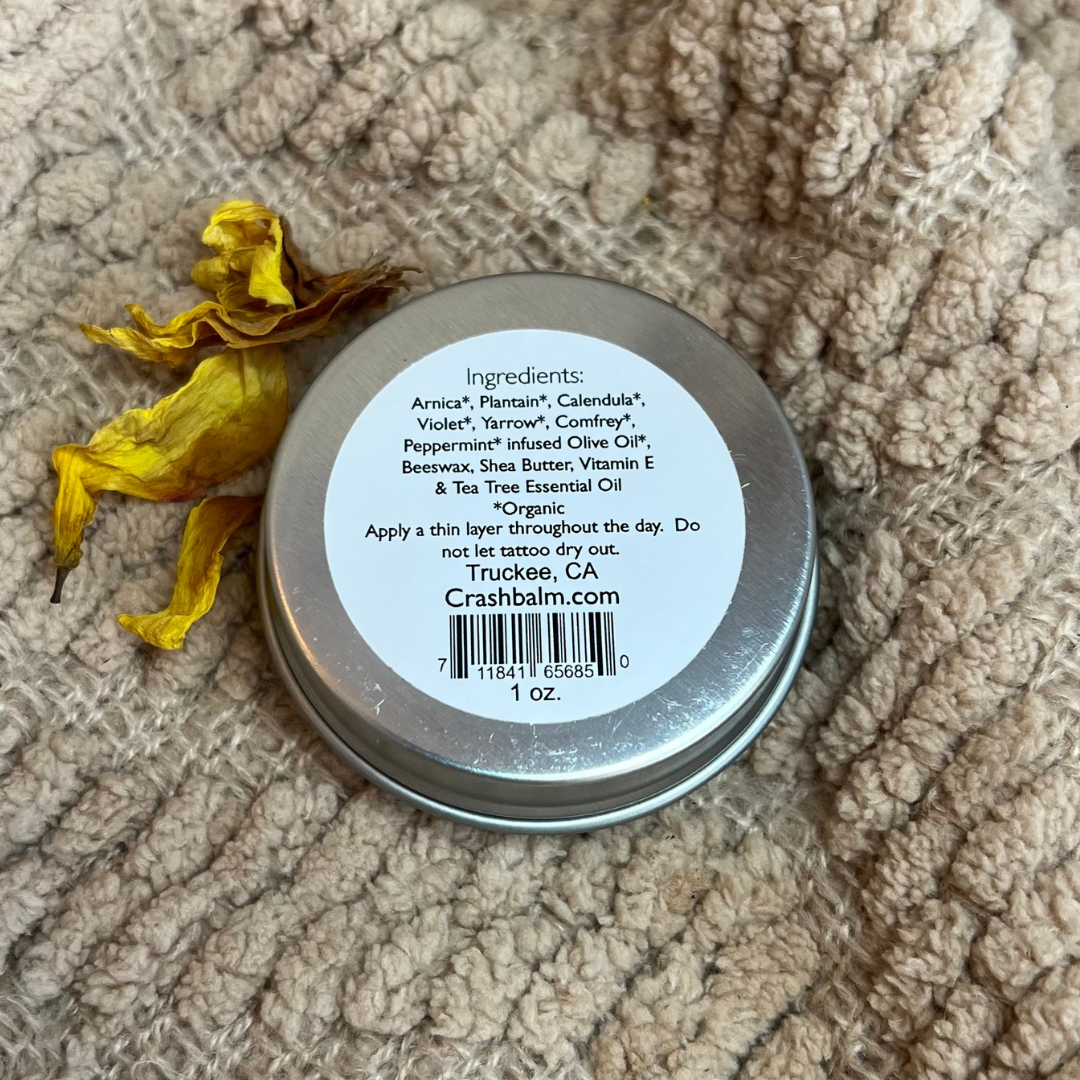 Ingredients:
Arnica*, Plantain*, Calendula*,
Violet*, Yarrow*, Comfrey*,
Peppermint* infused Olive Oil*,
Beeswax, Shea Butter, Vitamin E
& Tea Tree Essential Oil
*Organic
Apply a thin layer throughout the day.  Do
not let tattoo dry out.
Truckee, CA
Crashbalm.com
7 11841 65685 0
1 oz.